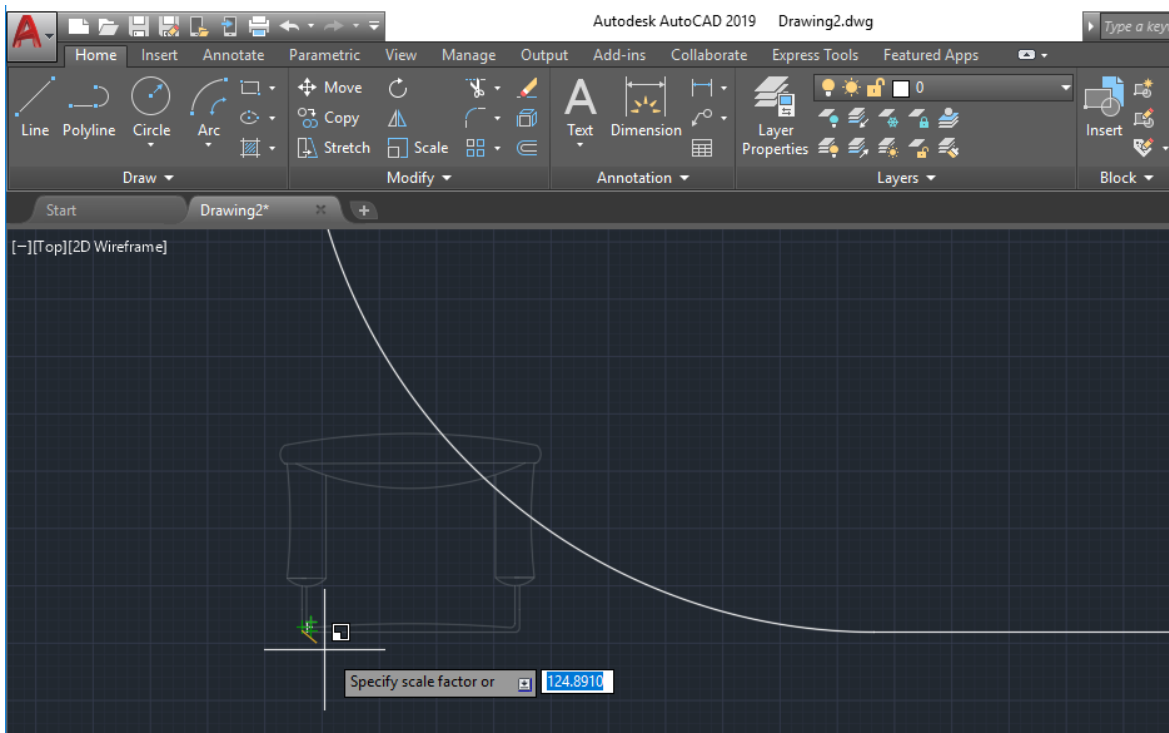 Autodesk AutoCAD 2019 Drawing2.dwg
Type a key
Home Insert Annotate Parametric View Manage Output Add-ins Collaborate Express Tools Featured Apps
Line Polyline Circle Arc
Move
Copy
Stretch Scale
Text Dimension
Layer
Properties
0
Insert
Draw Modify Annotation Layers Block
Start Drawing2*
[−][Top][2D Wireframe]
Specify scale factor or 124.8910